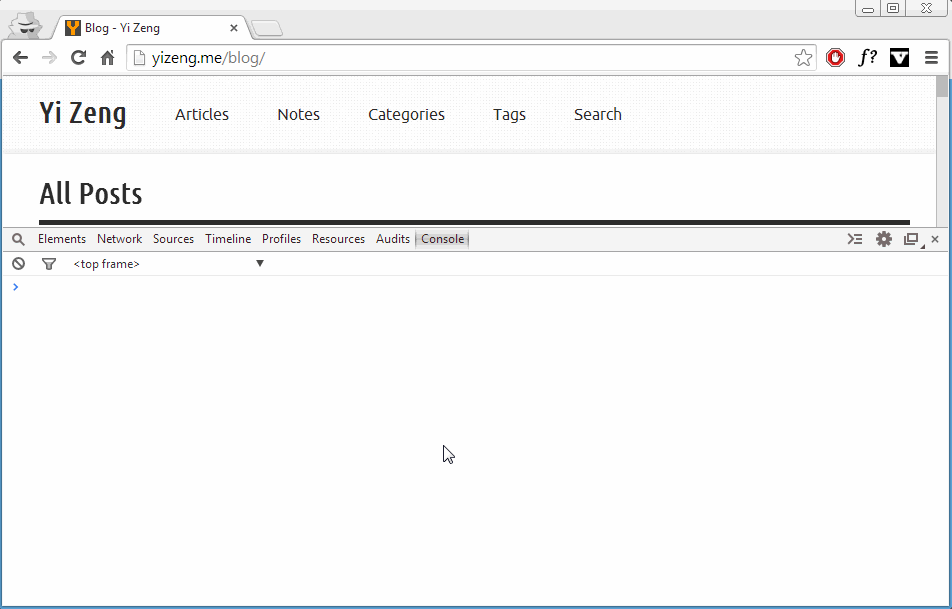 Blog - Yi Zeng
yizeng.me/blog/
f?
Yi Zeng Articles Notes Categories Tags Search
All Posts
Elements Network Sources Timeline Profiles Resources Audits Console
<top frame>